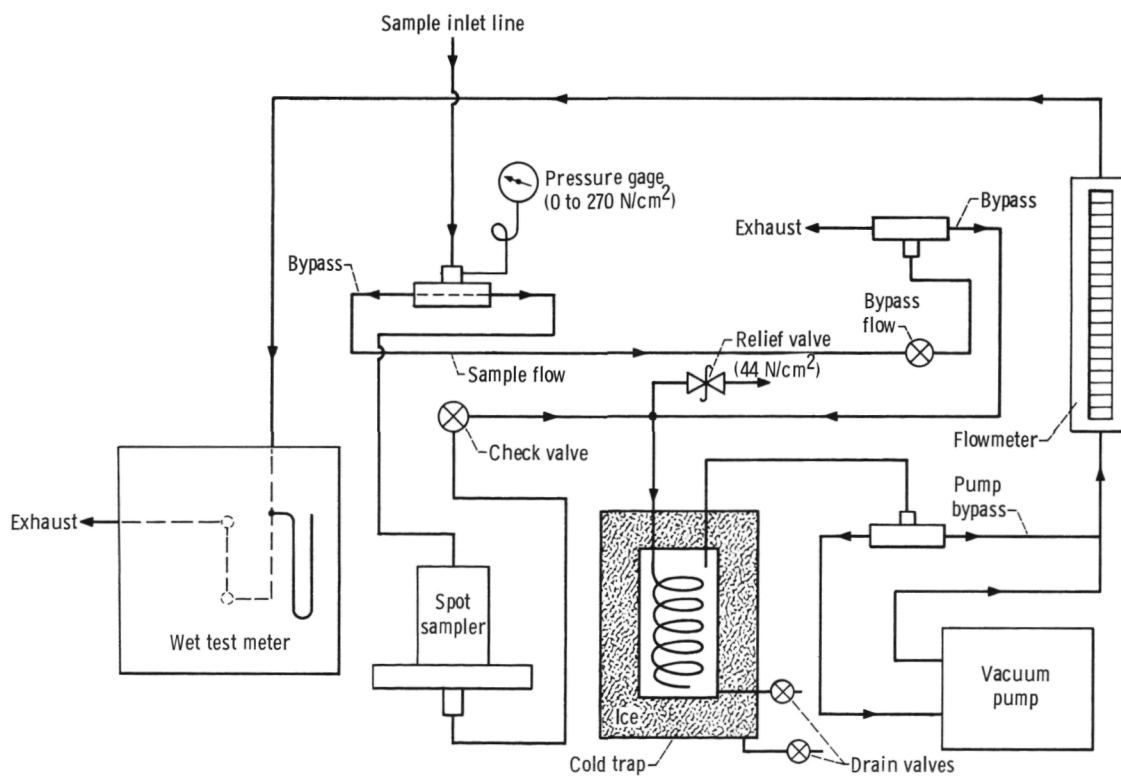 Sample inlet line
Pressure gage
(0 to 270 N/cm²)
Bypass
Exhaust
Bypass
Bypass
flow
Relief valve
(44 N/cm²)
Sample flow
Check valve
Flowmeter
Pump
bypass
Exhaust
Wet test meter
Spot
sampler
Vacuum
pump
Ice
Cold trap
Drain valves